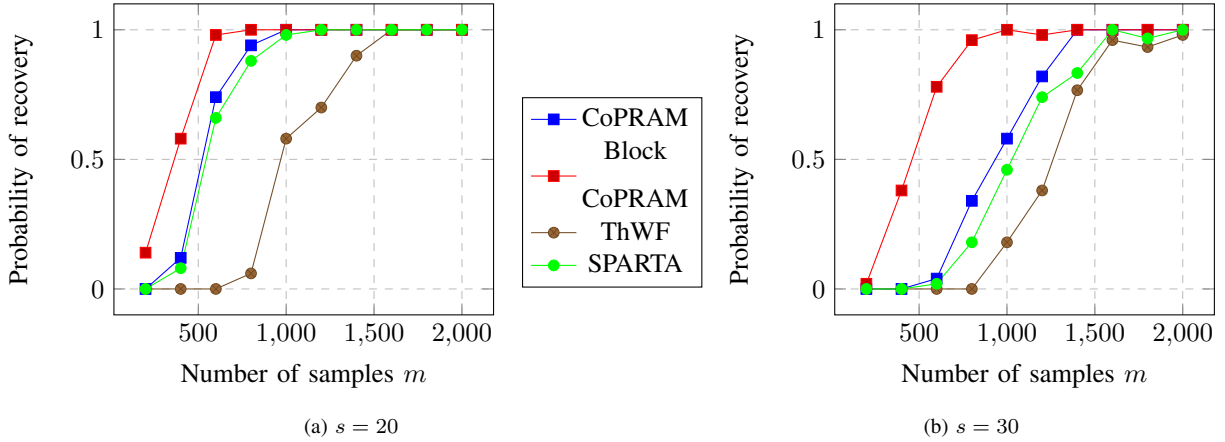 Probability of recovery
1
0.5
0
500
1,000
1,500
2,000
Number of samples m
(a) s = 20
CoPRAM
Block
CoPRAM
ThWF
SPARTA
Probability of recovery
1
0.5
0
500
1,000
1,500
2,000
Number of samples m
(b) s = 30